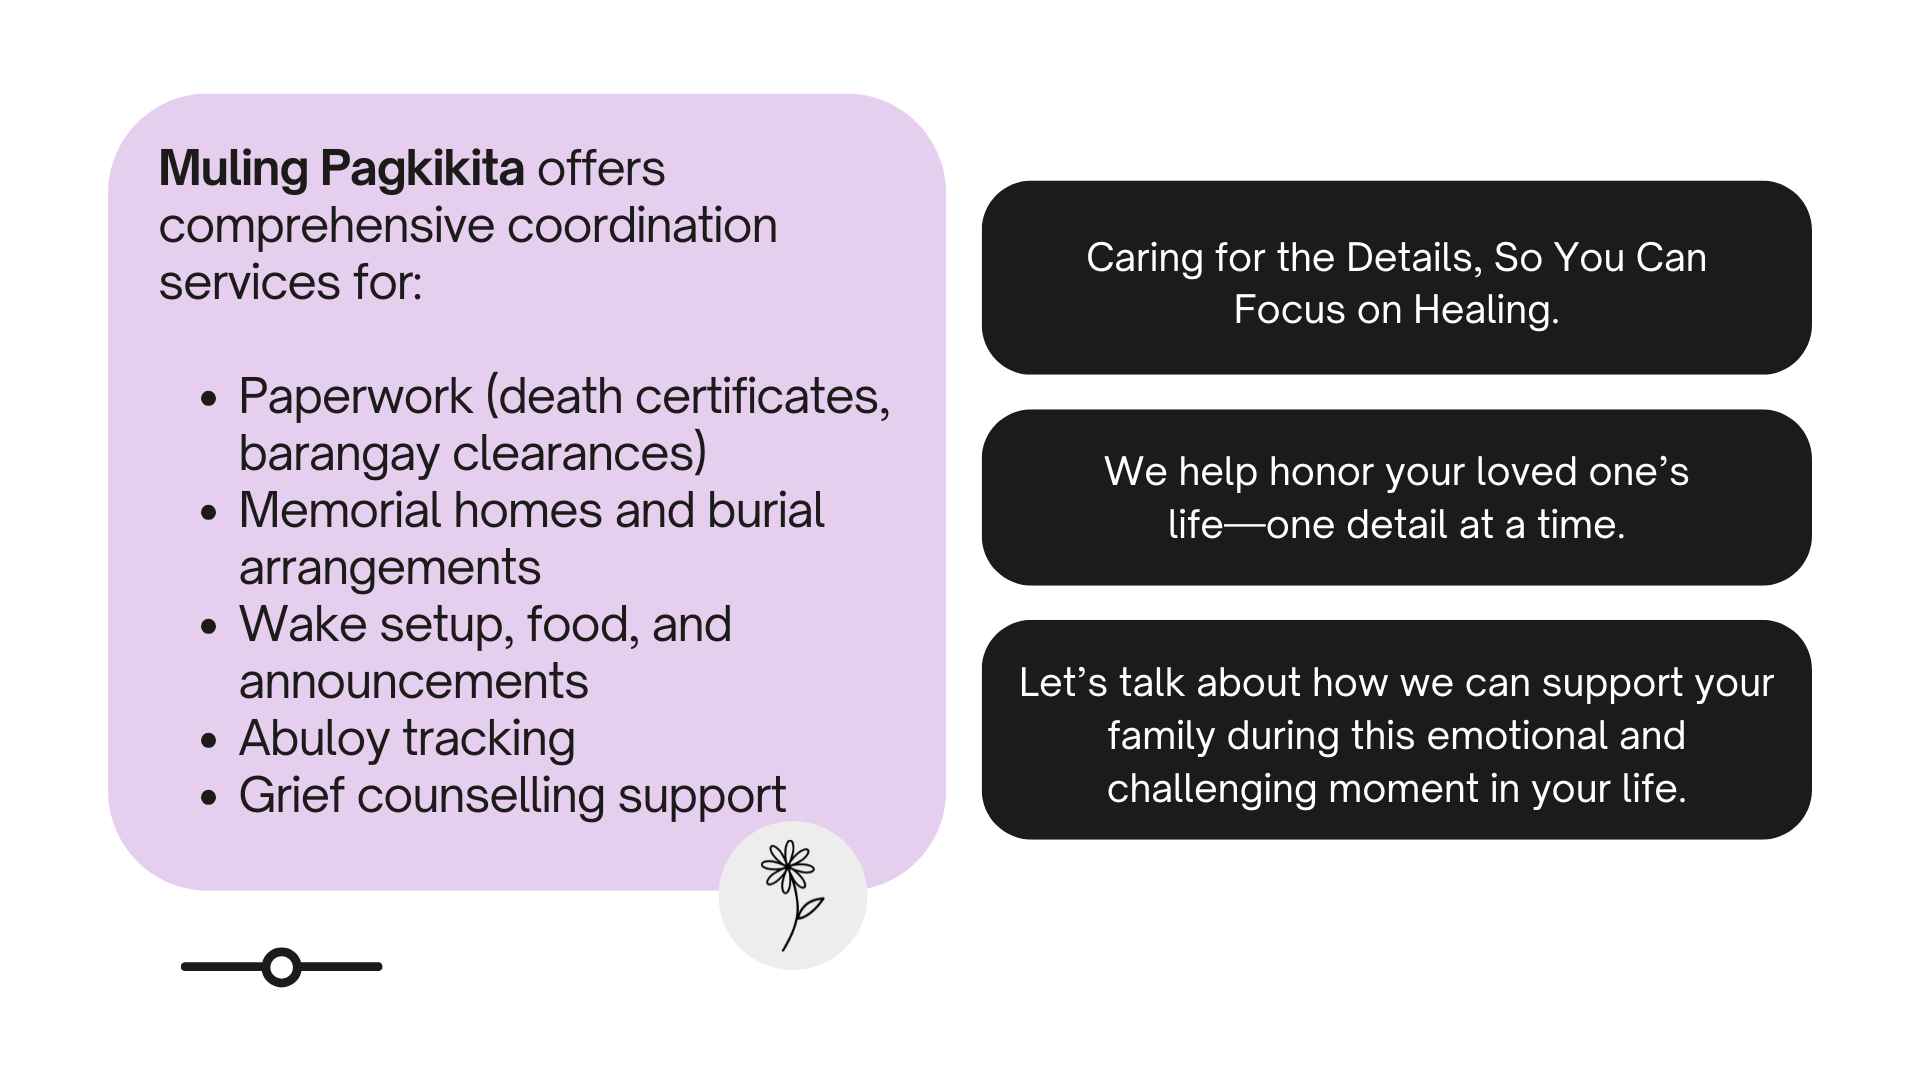 Muling Pagkikita offers
comprehensive coordination
services for:
• Paperwork (death certificates,
barangay clearances)
• Memorial homes and burial
arrangements
• Wake setup, food, and
announcements
• Abuloy tracking
• Grief counselling support
Caring for the Details, So You Can
Focus on Healing.
We help honor your loved one’s
life—one detail at a time.
Let’s talk about how we can support your
family during this emotional and
challenging moment in your life.